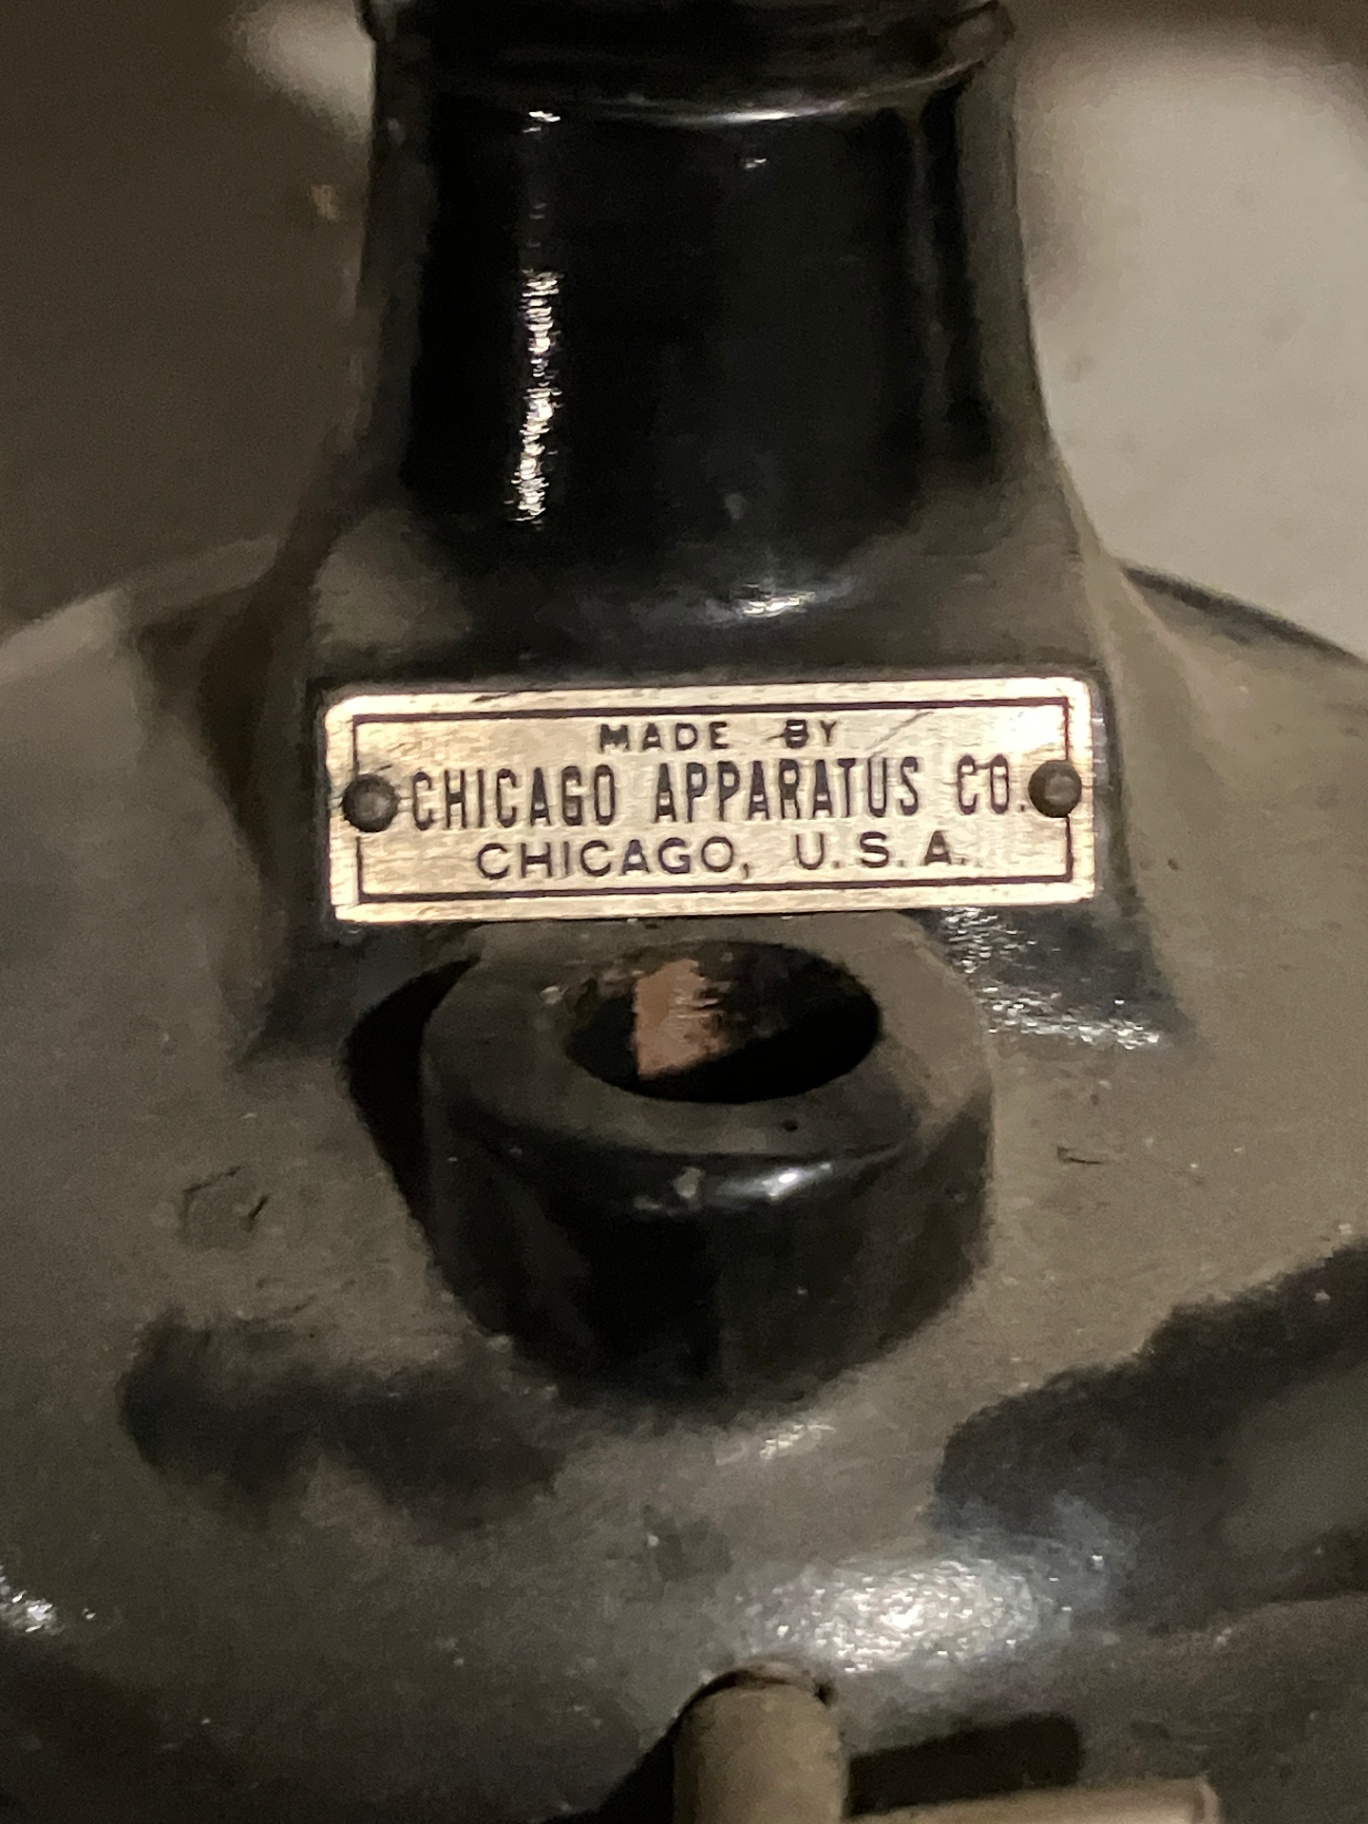 MADE BY
CHICAGO APPARATUS CO.
CHICAGO, U.S.A.